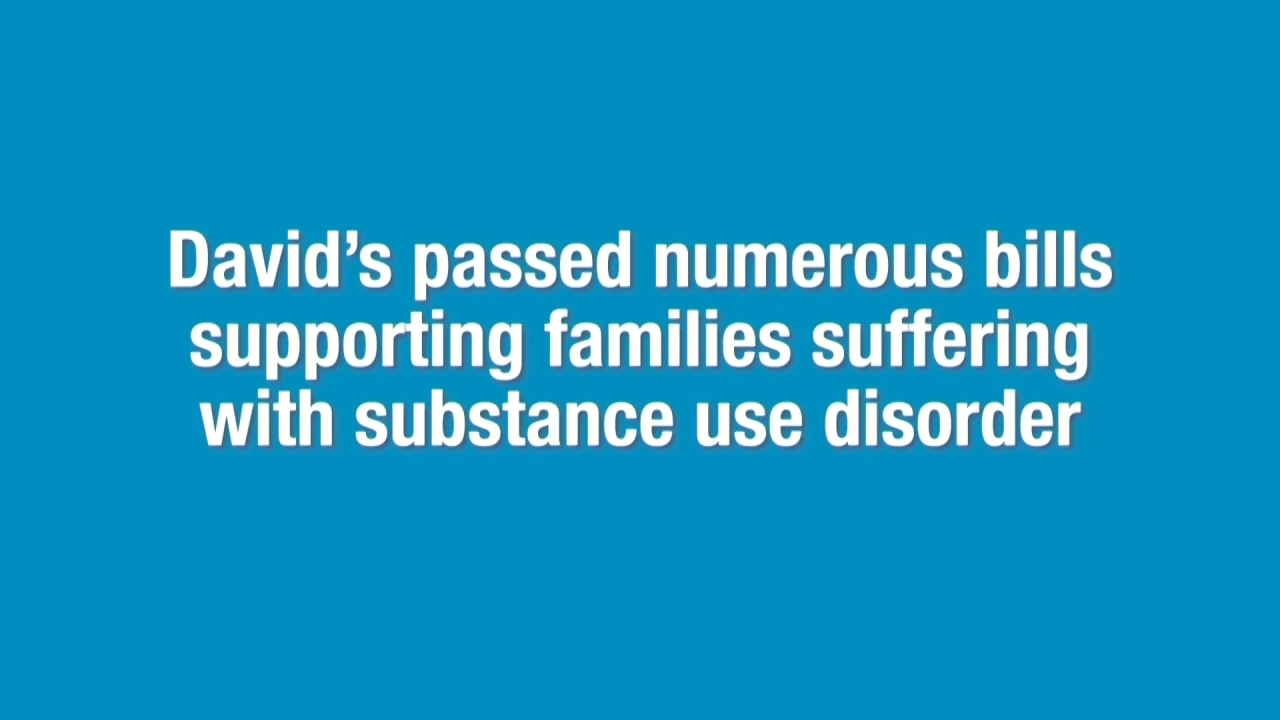 David’s passed numerous bills
supporting families suffering
with substance use disorder